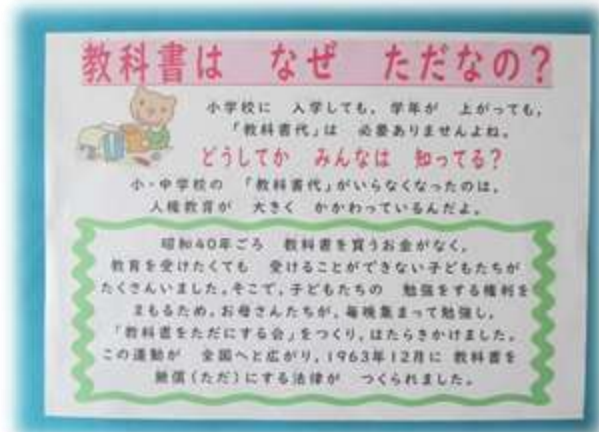 教科書は なぜ ただなの?
小学校に 入学しても、学年が 上がっても、
「教科書代」は 必要ありませんよね。
どうしてか みんなは 知ってる?
小・中学校の 「教科書代」がいらなくなったのは、
人権教育が 大きく かかわっているんだよ。
昭和40年ごろ 教科書を買うお金がなく、
教育を受けたくても 受けることができない子どもたちが
たくさんいました。そこで、子どもたちの 勉強をする権利を
まもるため、お母さんたちが、毎晩集まって勉強し、
「教科書をただにする会」をつくり、はたらきかけました。
この運動が 全国へと広がり、1963年12月に 教科書を
無償(ただ)にする法律が つくられました。